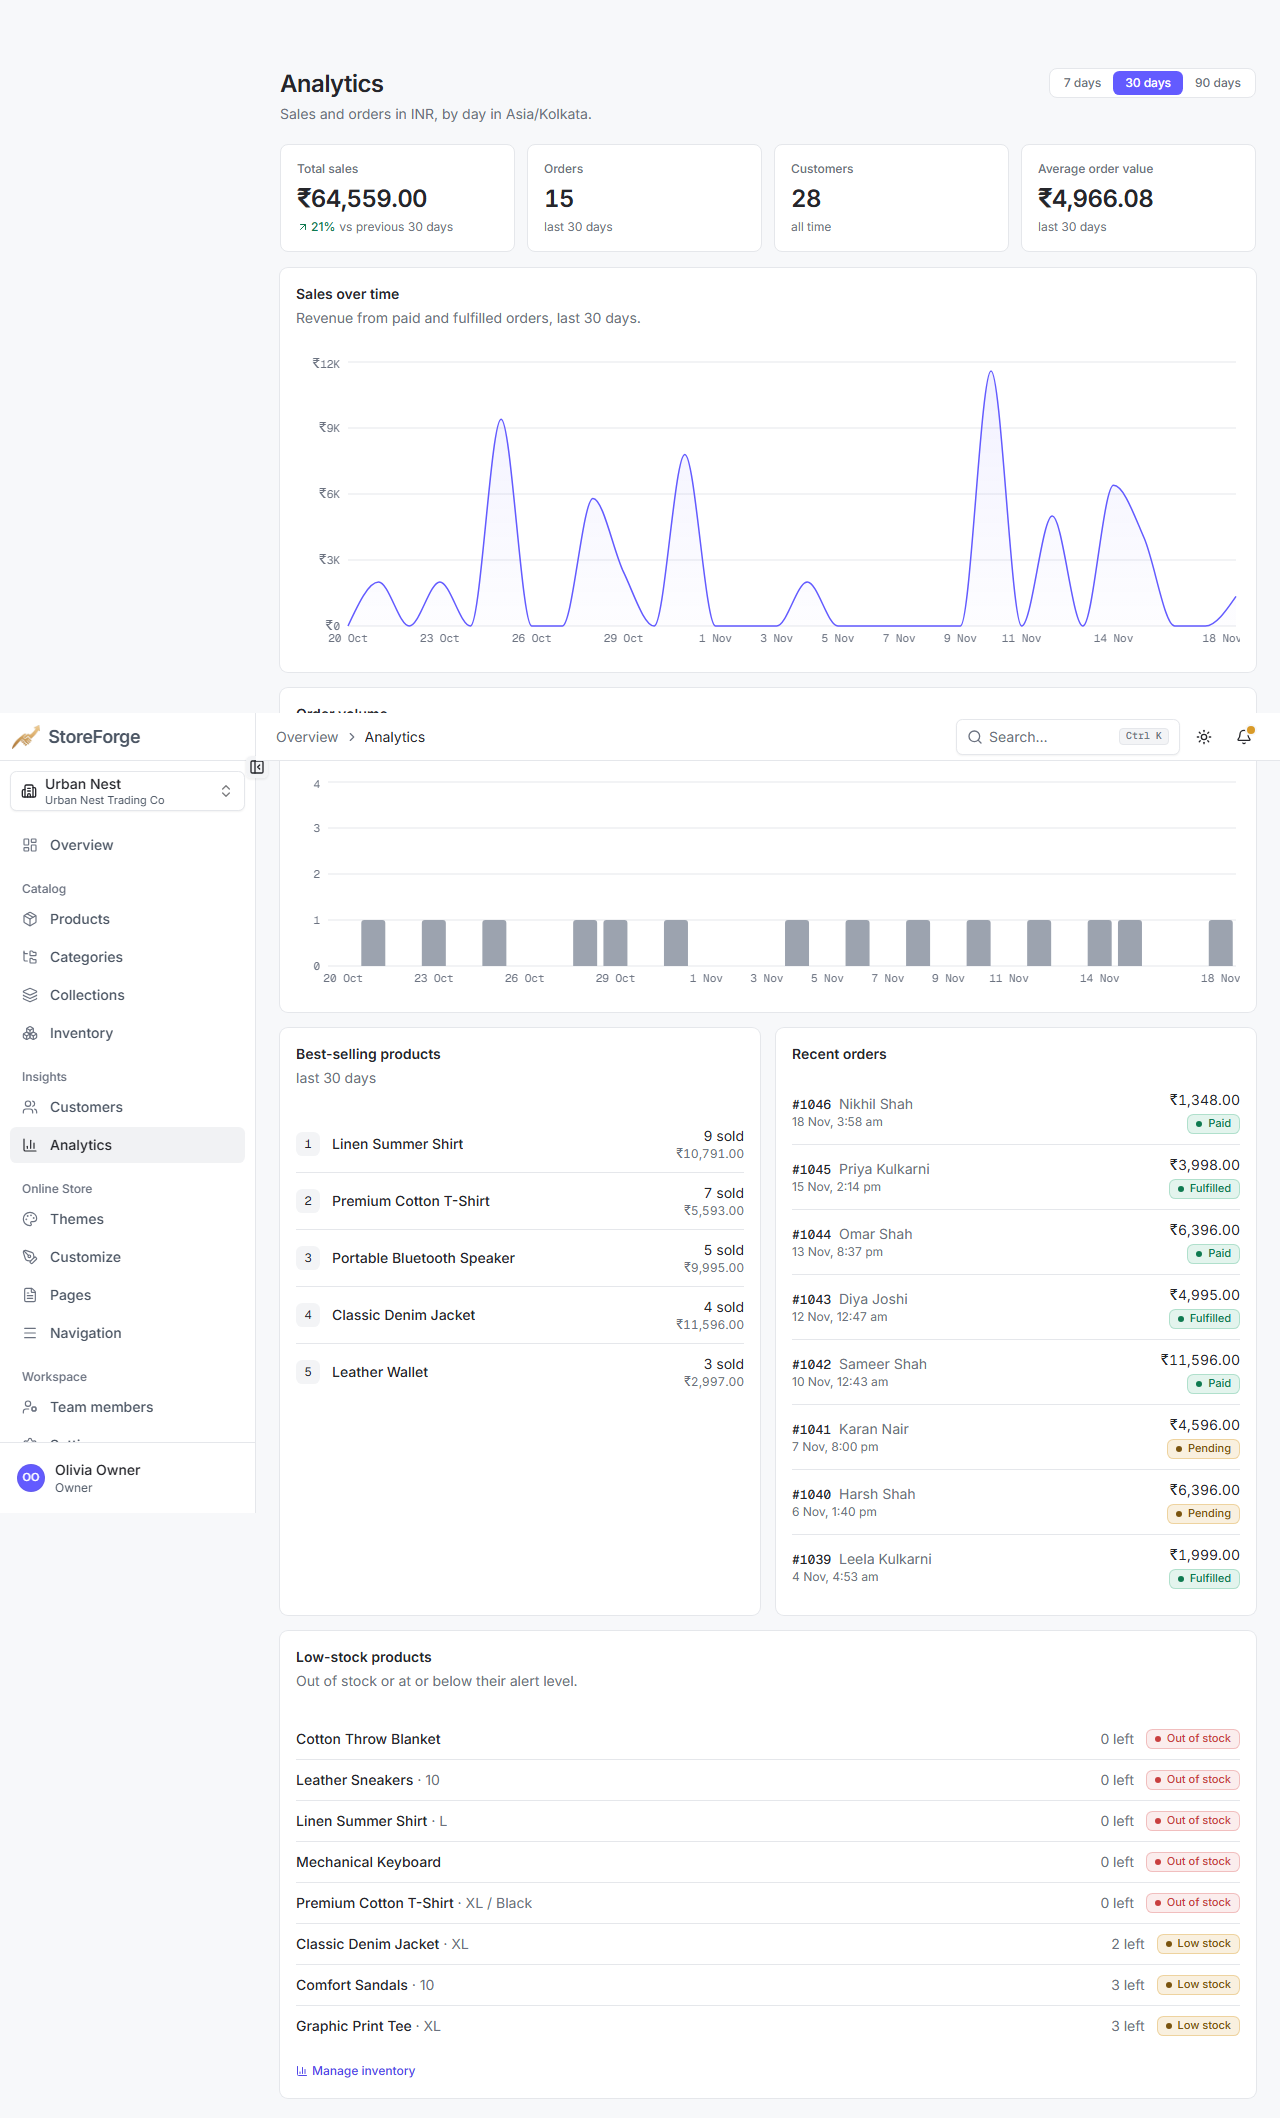 Analytics
7 days
30 days
90 days
Sales and orders in INR, by day in Asia/Kolkata.
Total sales
₹64,559.00
21% vs previous 30 days
Orders
15
last 30 days
Customers
28
all time
Average order value
₹4,966.08
last 30 days
Sales over time
Revenue from paid and fulfilled orders, last 30 days.
₹12K
₹9K
₹6K
₹3K
₹0
20 Oct
23 Oct
26 Oct
29 Oct
1 Nov
3 Nov
5 Nov
7 Nov
9 Nov
11 Nov
14 Nov
18 Nov
Order volume
StoreForge
Overview
Analytics
Search...
Ctrl K
Urban Nest
Urban Nest Trading Co
Overview
Catalog
Products
Categories
Collections
Inventory
Insights
Customers
Analytics
Online Store
Themes
Customize
Pages
Navigation
Workspace
Team members
OO
Olivia Owner
Owner
4
3
2
1
0
20 Oct
23 Oct
26 Oct
29 Oct
1 Nov
3 Nov
5 Nov
7 Nov
9 Nov
11 Nov
14 Nov
18 Nov
Best-selling products
last 30 days
1 Linen Summer Shirt
9 sold
₹10,791.00
2 Premium Cotton T-Shirt
7 sold
₹5,593.00
3 Portable Bluetooth Speaker
5 sold
₹9,995.00
4 Classic Denim Jacket
4 sold
₹11,596.00
5 Leather Wallet
3 sold
₹2,997.00
Recent orders
#1046 Nikhil Shah
₹1,348.00
18 Nov, 3:58 am
Paid
#1045 Priya Kulkarni
₹3,998.00
15 Nov, 2:14 pm
Fulfilled
#1044 Omar Shah
₹6,396.00
13 Nov, 8:37 pm
Paid
#1043 Diya Joshi
₹4,995.00
12 Nov, 12:47 am
Fulfilled
#1042 Sameer Shah
₹11,596.00
10 Nov, 12:43 am
Paid
#1041 Karan Nair
₹4,596.00
7 Nov, 8:00 pm
Pending
#1040 Harsh Shah
₹6,396.00
6 Nov, 1:40 pm
Pending
#1039 Leela Kulkarni
₹1,999.00
4 Nov, 4:53 am
Fulfilled
Low-stock products
Out of stock or at or below their alert level.
Cotton Throw Blanket
0 left
Out of stock
Leather Sneakers · 10
0 left
Out of stock
Linen Summer Shirt · L
0 left
Out of stock
Mechanical Keyboard
0 left
Out of stock
Premium Cotton T-Shirt · XL / Black
0 left
Out of stock
Classic Denim Jacket · XL
2 left
Low stock
Comfort Sandals · 10
3 left
Low stock
Graphic Print Tee · XL
3 left
Low stock
Manage inventory